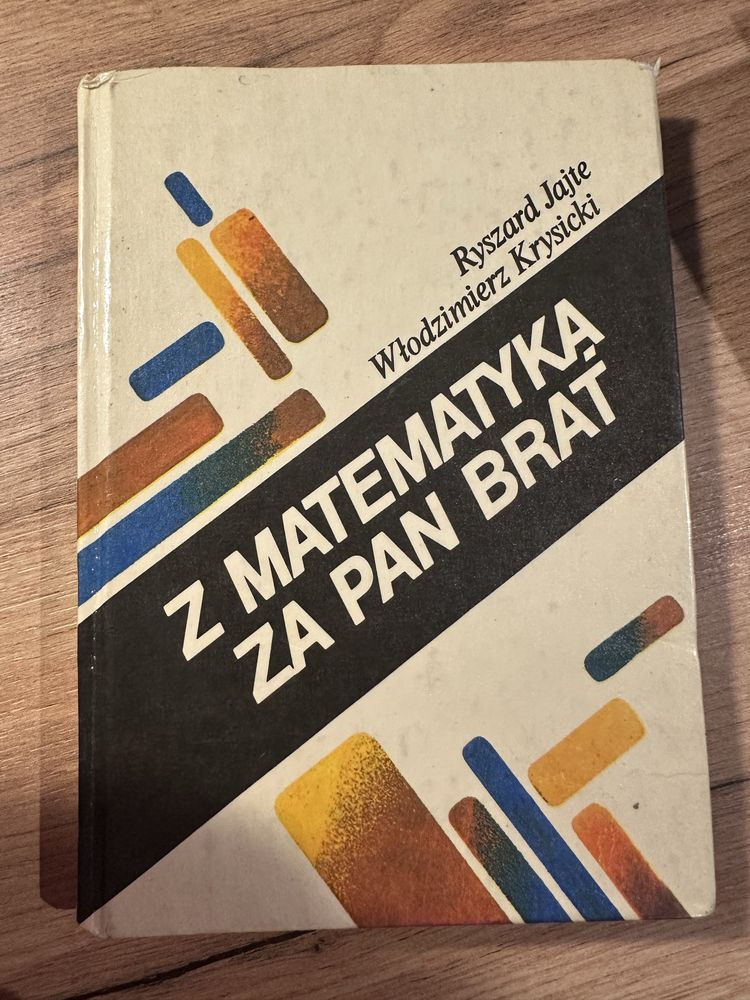 Ryszard Jajte
Włodzimierz Krysicki
Z MATEMATYKĄ
ZA PAN BRAT